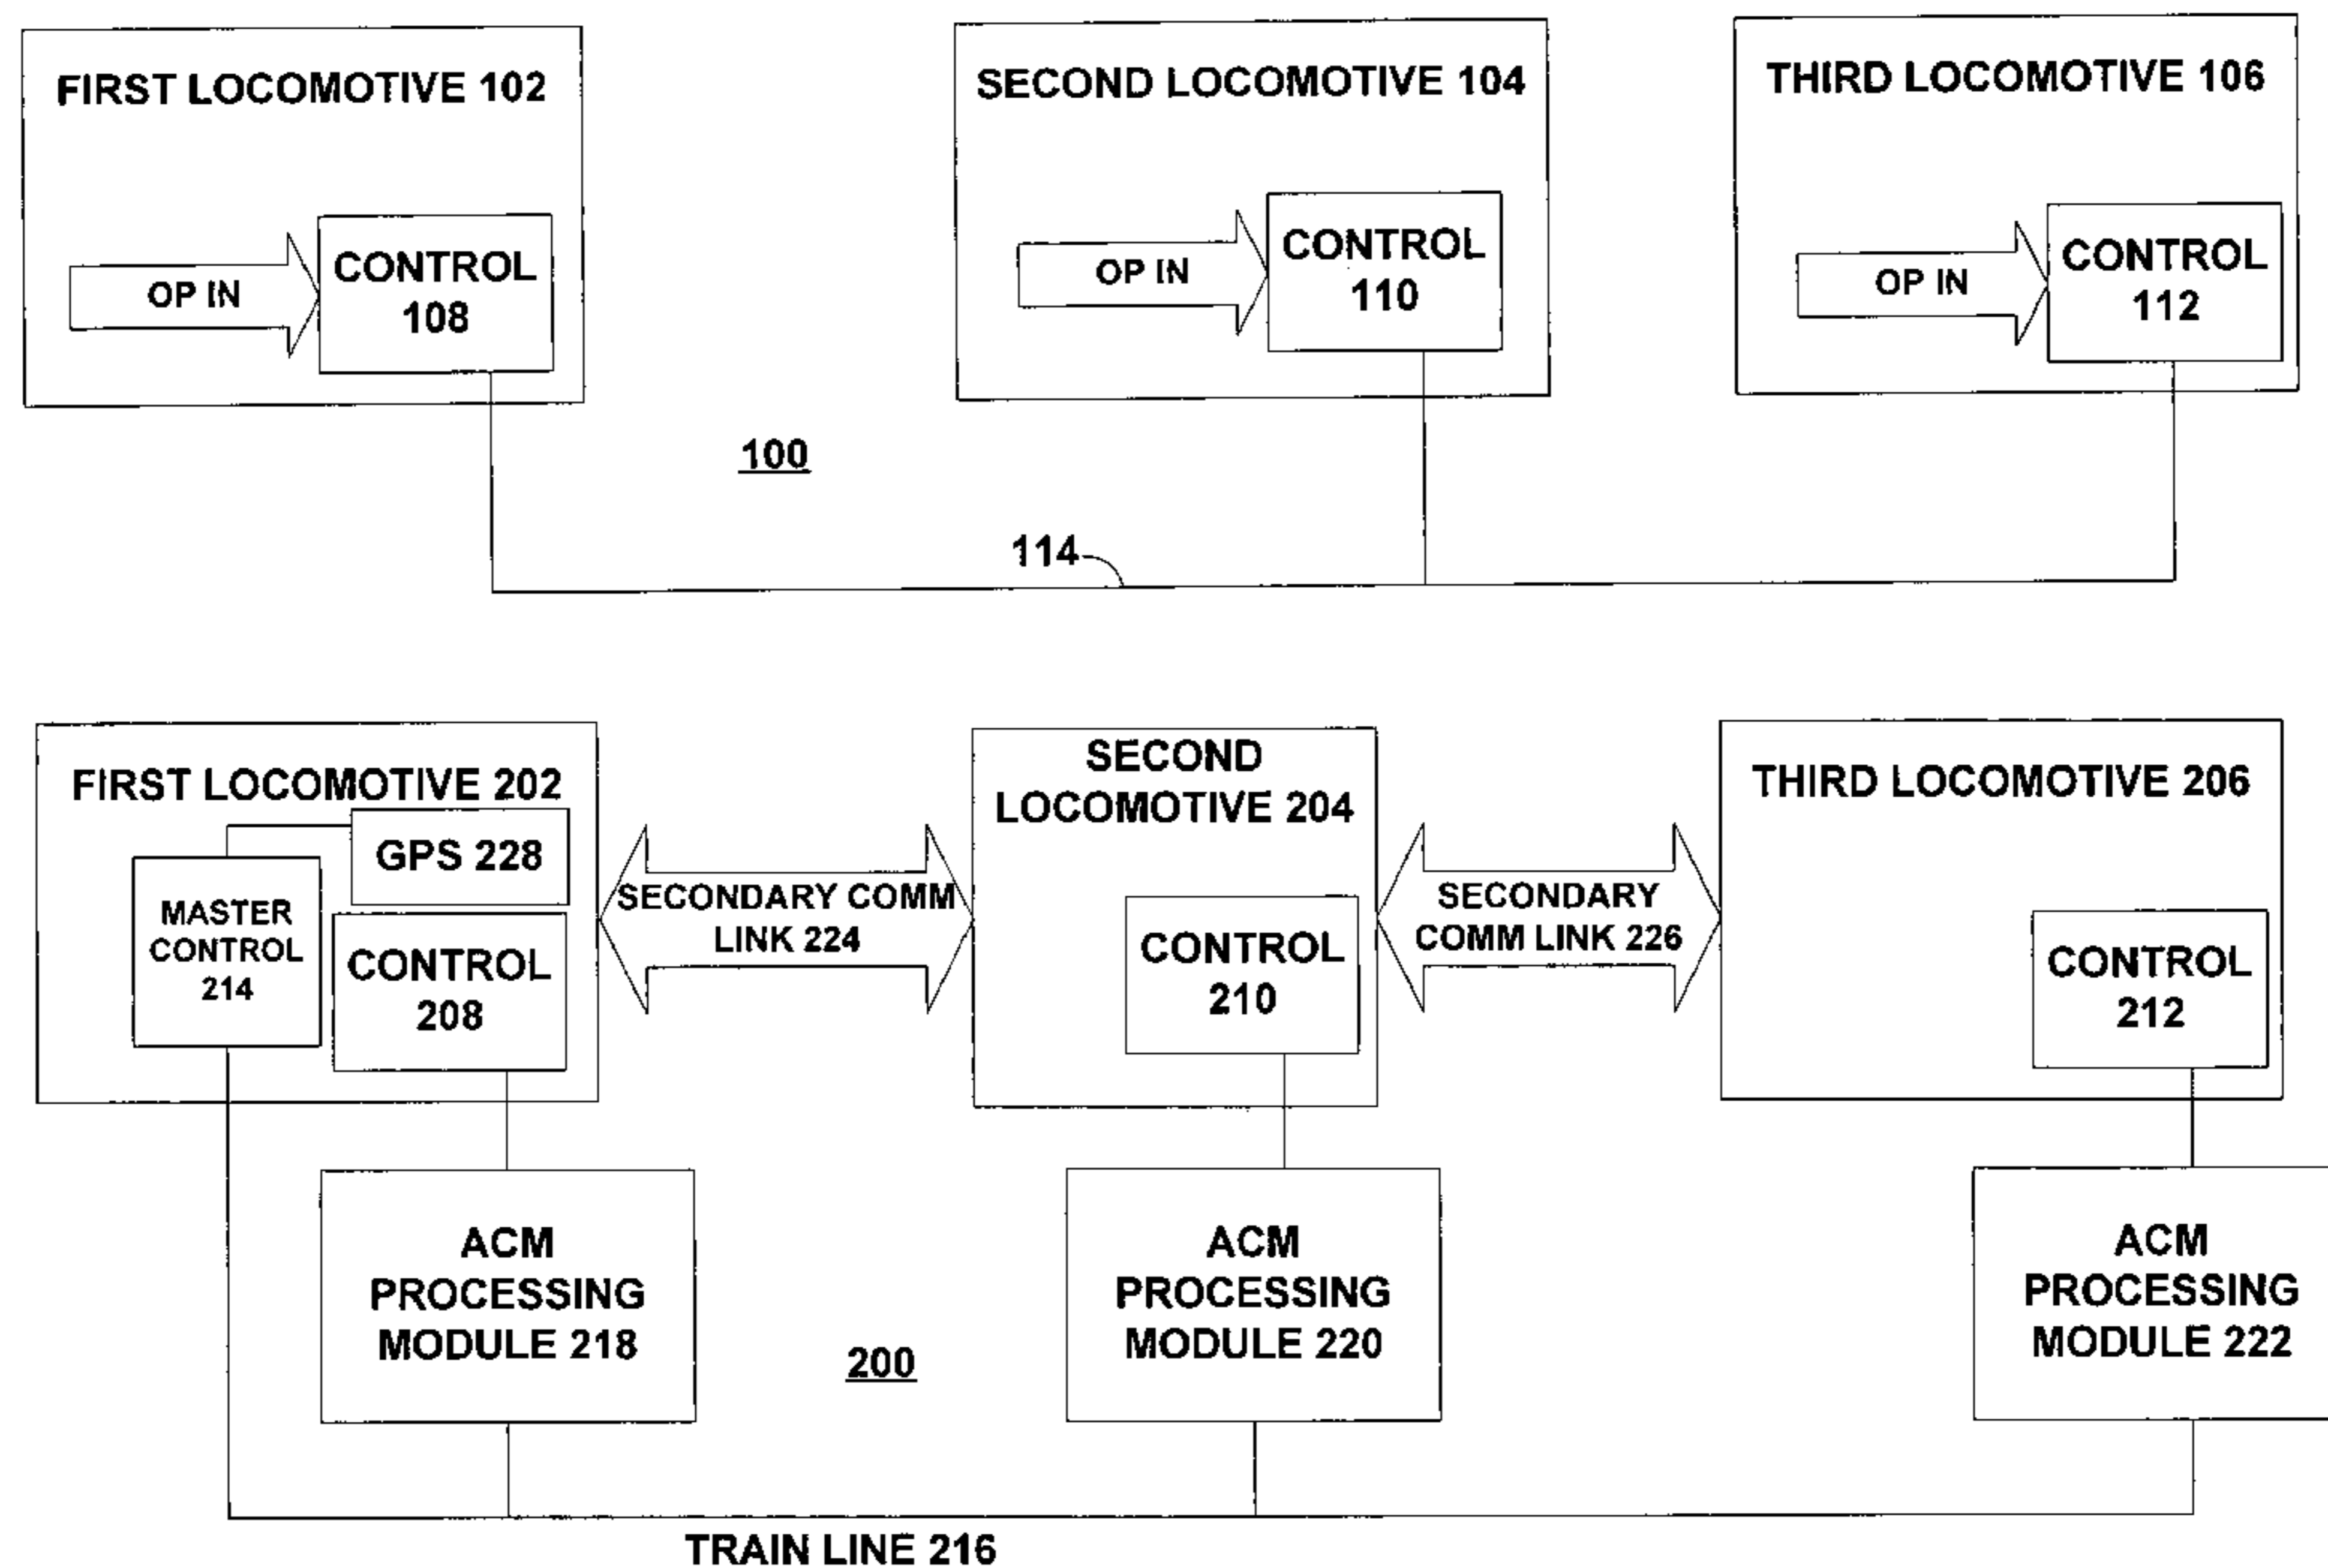 FIRST LOCOMOTIVE 102
OP IN
CONTROL
108
SECOND LOCOMOTIVE 104
OP IN
CONTROL
110
THIRD LOCOMOTIVE 106
OP IN
CONTROL
112
100
114
FIRST LOCOMOTIVE 202
GPS 228
MASTER
CONTROL
214
CONTROL
208
SECONDARY COMM
LINK 224
SECOND
LOCOMOTIVE 204
CONTROL
210
SECONDARY
COMM LINK 226
THIRD LOCOMOTIVE 206
CONTROL
212
ACM
PROCESSING
MODULE 218
200
ACM
PROCESSING
MODULE 220
ACM
PROCESSING
MODULE 222
TRAIN LINE 216